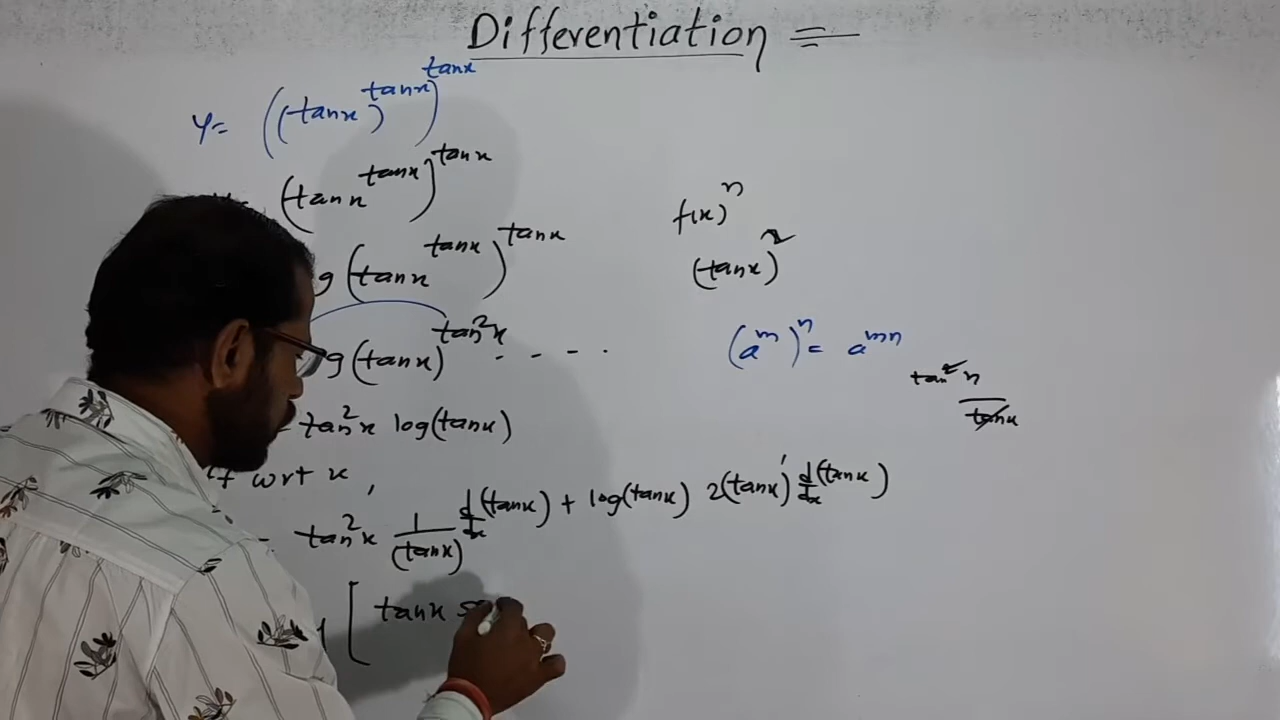 Differentiation =
y = ((tanx)^tanx)^tanx
(tanx^tanx)^tanx
g(tanx^tanx)^tanx
g(tanx)^tan²x - - - .
tan²x log(tanx)
wrt x
tan²x 1/(tanx) d/dx(tanx) + log(tanx) 2(tanx)' d/dx(tanx)
[ tanx
f(x)^n
(tanx)^2
(a^m)^n = a^mn
tan²x
tanx